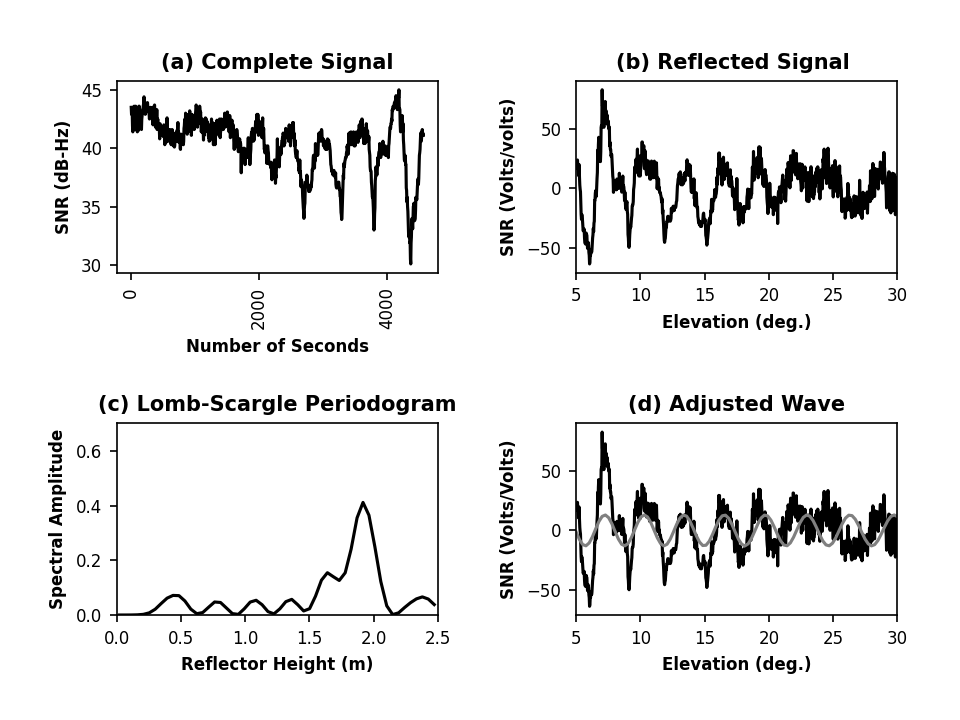 (a) Complete Signal
SNR (dB-Hz)
45
40
35
30
0
2000
4000
Number of Seconds
(b) Reflected Signal
SNR (Volts/volts)
50
0
−50
5 10 15 20 25 30
Elevation (deg.)
(c) Lomb-Scargle Periodogram
Spectral Amplitude
0.6
0.4
0.2
0.0
0.0 0.5 1.0 1.5 2.0 2.5
Reflector Height (m)
(d) Adjusted Wave
SNR (Volts/Volts)
50
0
−50
5 10 15 20 25 30
Elevation (deg.)